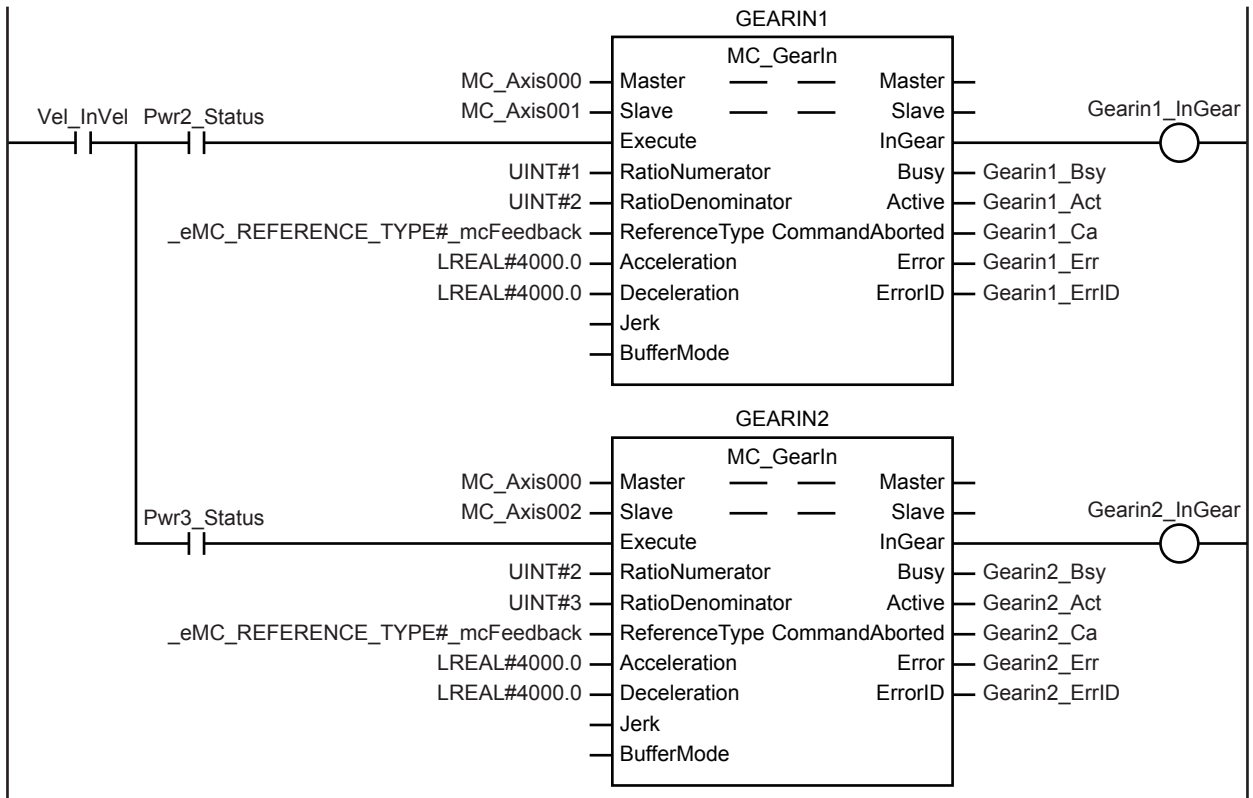 GEARIN1
MC_GearIn
MC_Axis000 Master Master
MC_Axis001 Slave Slave Gearin1_InGear
Vel_InVel Pwr2_Status
Execute InGear
UINT#1 RatioNumerator Busy Gearin1_Bsy
UINT#2 RatioDenominator Active Gearin1_Act
_eMC_REFERENCE_TYPE#_mcFeedback ReferenceType CommandAborted Gearin1_Ca
LREAL#4000.0 Acceleration Error Gearin1_Err
LREAL#4000.0 Deceleration ErrorID Gearin1_ErrID
Jerk
BufferMode
GEARIN2
MC_GearIn
MC_Axis000 Master Master
MC_Axis002 Slave Slave Gearin2_InGear
Pwr3_Status
Execute InGear
UINT#2 RatioNumerator Busy Gearin2_Bsy
UINT#3 RatioDenominator Active Gearin2_Act
_eMC_REFERENCE_TYPE#_mcFeedback ReferenceType CommandAborted Gearin2_Ca
LREAL#4000.0 Acceleration Error Gearin2_Err
LREAL#4000.0 Deceleration ErrorID Gearin2_ErrID
Jerk
BufferMode